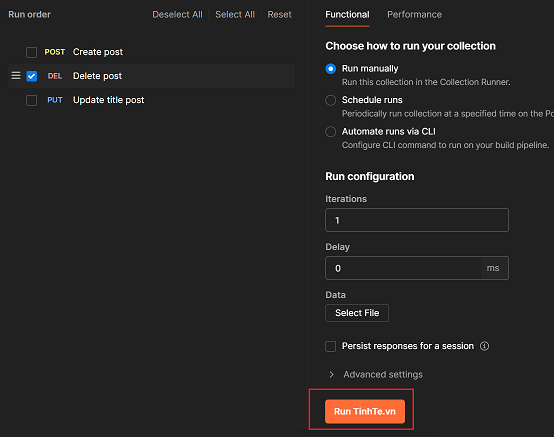 Run order
Deselect All Select All Reset
POST Create post
DEL Delete post
PUT Update title post
Functional Performance
Choose how to run your collection
Run manually
Run this collection in the Collection Runner.
Schedule runs
Periodically run collection at a specified time on the Po
Automate runs via CLI
Configure CLI command to run on your build pipeline.
Run configuration
Iterations
1
Delay
0 ms
Data
Select File
Persist responses for a session
Advanced settings
Run TinhTe.vn